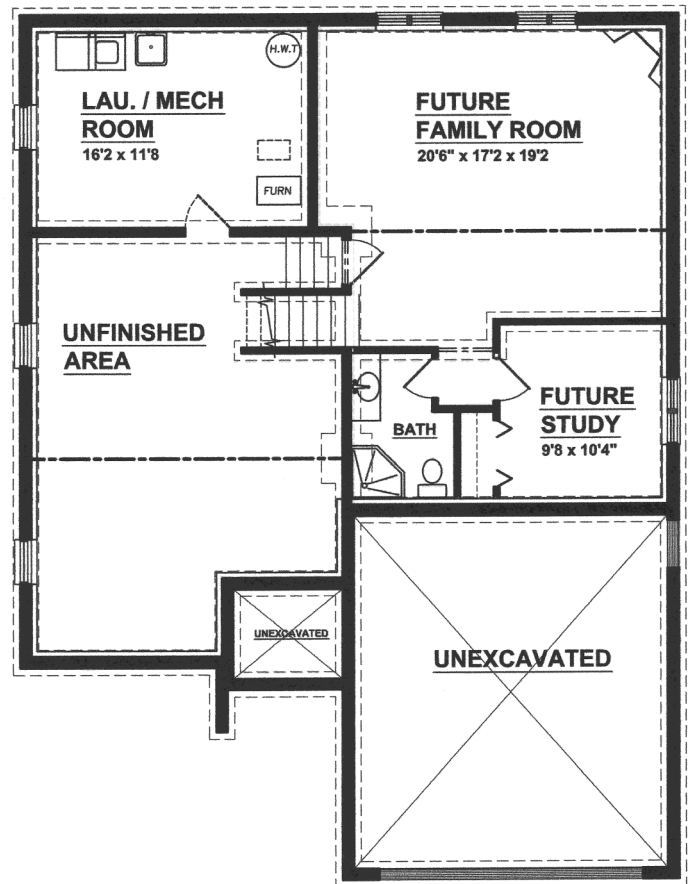 H.W.T
LAU. / MECH
ROOM
16'2 x 11'8
FURN
FUTURE
FAMILY ROOM
20'6" x 17'2 x 19'2
UNFINISHED
AREA
BATH
FUTURE
STUDY
9'8 x 10'4"
UNEXCAVATED
UNEXCAVATED